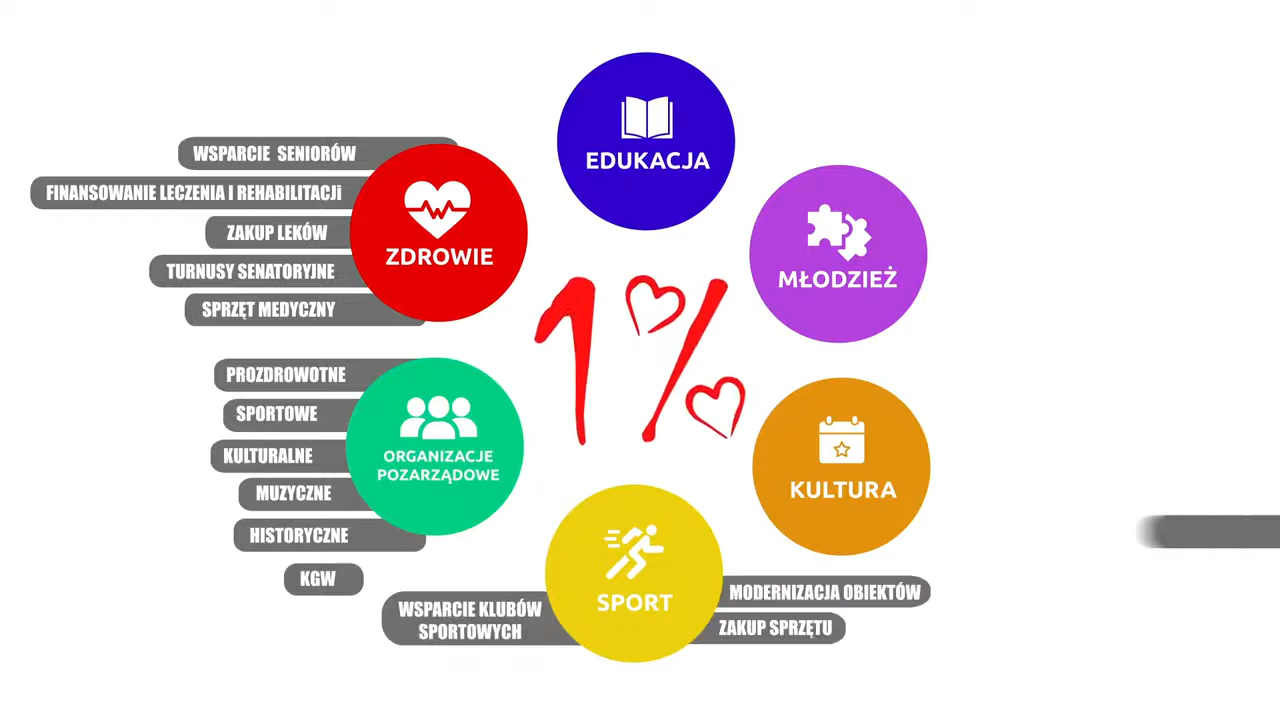 EDUKACJA
WSPARCIE SENIORÓW
FINANSOWANIE LECZENIA I REHABILITACJi
ZAKUP LEKÓW
TURNUSY SENATORYJNE
SPRZĘT MEDYCZNY
ZDROWIE
MŁODZIEŻ
1%
PROZDROWOTNE
SPORTOWE
KULTURALNE
MUZYCZNE
HISTORYCZNE
KGW
ORGANIZACJE
POZARZĄDOWE
KULTURA
WSPARCIE KLUBÓW
SPORTOWYCH
SPORT
MODERNIZACJA OBIEKTÓW
ZAKUP SPRZĘTU